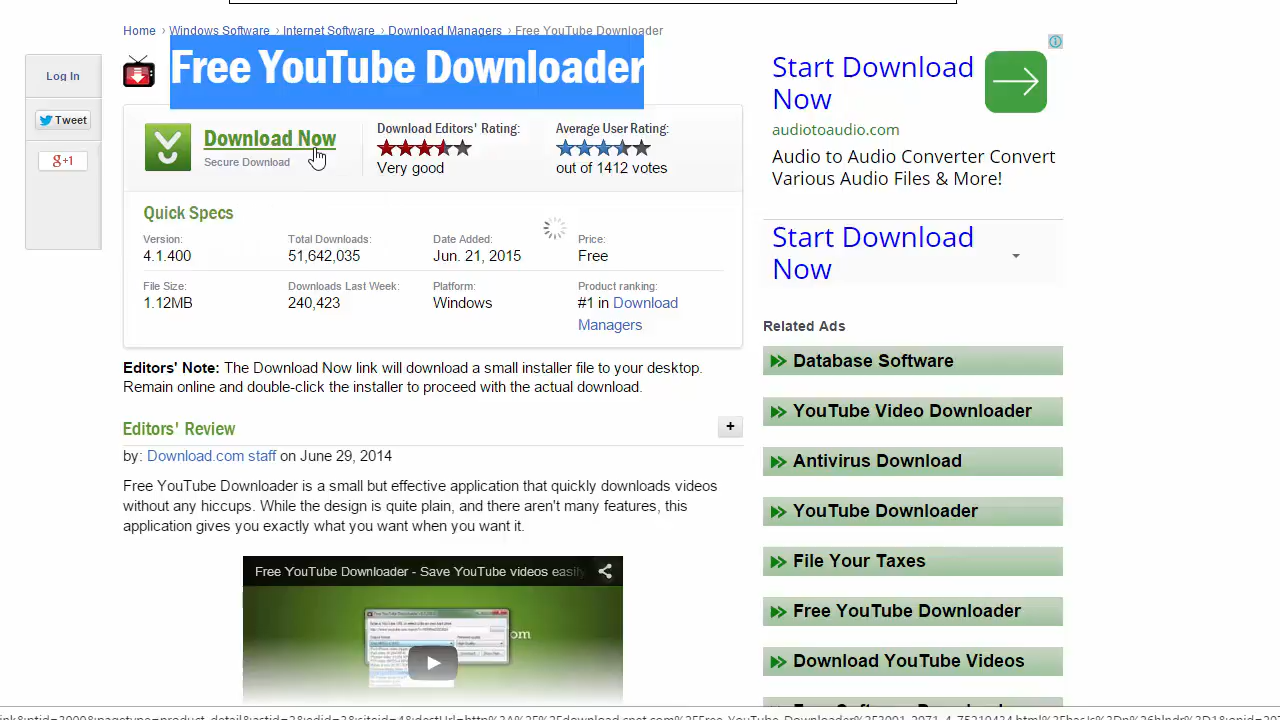 Home › Windows Software › Internet Software › Download Managers › Free YouTube Downloader
Free YouTube Downloader
Log In
Tweet
g+1
Download Now
Secure Download
Download Editors' Rating:
Very good
Average User Rating:
out of 1412 votes
Quick Specs
Version:
4.1.400
Total Downloads:
51,642,035
Date Added:
Jun. 21, 2015
Price:
Free
File Size:
1.12MB
Downloads Last Week:
240,423
Platform:
Windows
Product ranking:
#1 in Download
Managers
Editors' Note: The Download Now link will download a small installer file to your desktop.
Remain online and double-click the installer to proceed with the actual download.
Editors' Review
+
by: Download.com staff on June 29, 2014
Free YouTube Downloader is a small but effective application that quickly downloads videos
without any hiccups. While the design is quite plain, and there aren't many features, this
application gives you exactly what you want when you want it.
Free YouTube Downloader - Save YouTube videos easily
om
Start Download
Now
audiotoaudio.com
Audio to Audio Converter Convert
Various Audio Files & More!
Start Download
Now
Related Ads
Database Software
YouTube Video Downloader
Antivirus Download
YouTube Downloader
File Your Taxes
Free YouTube Downloader
Download YouTube Videos